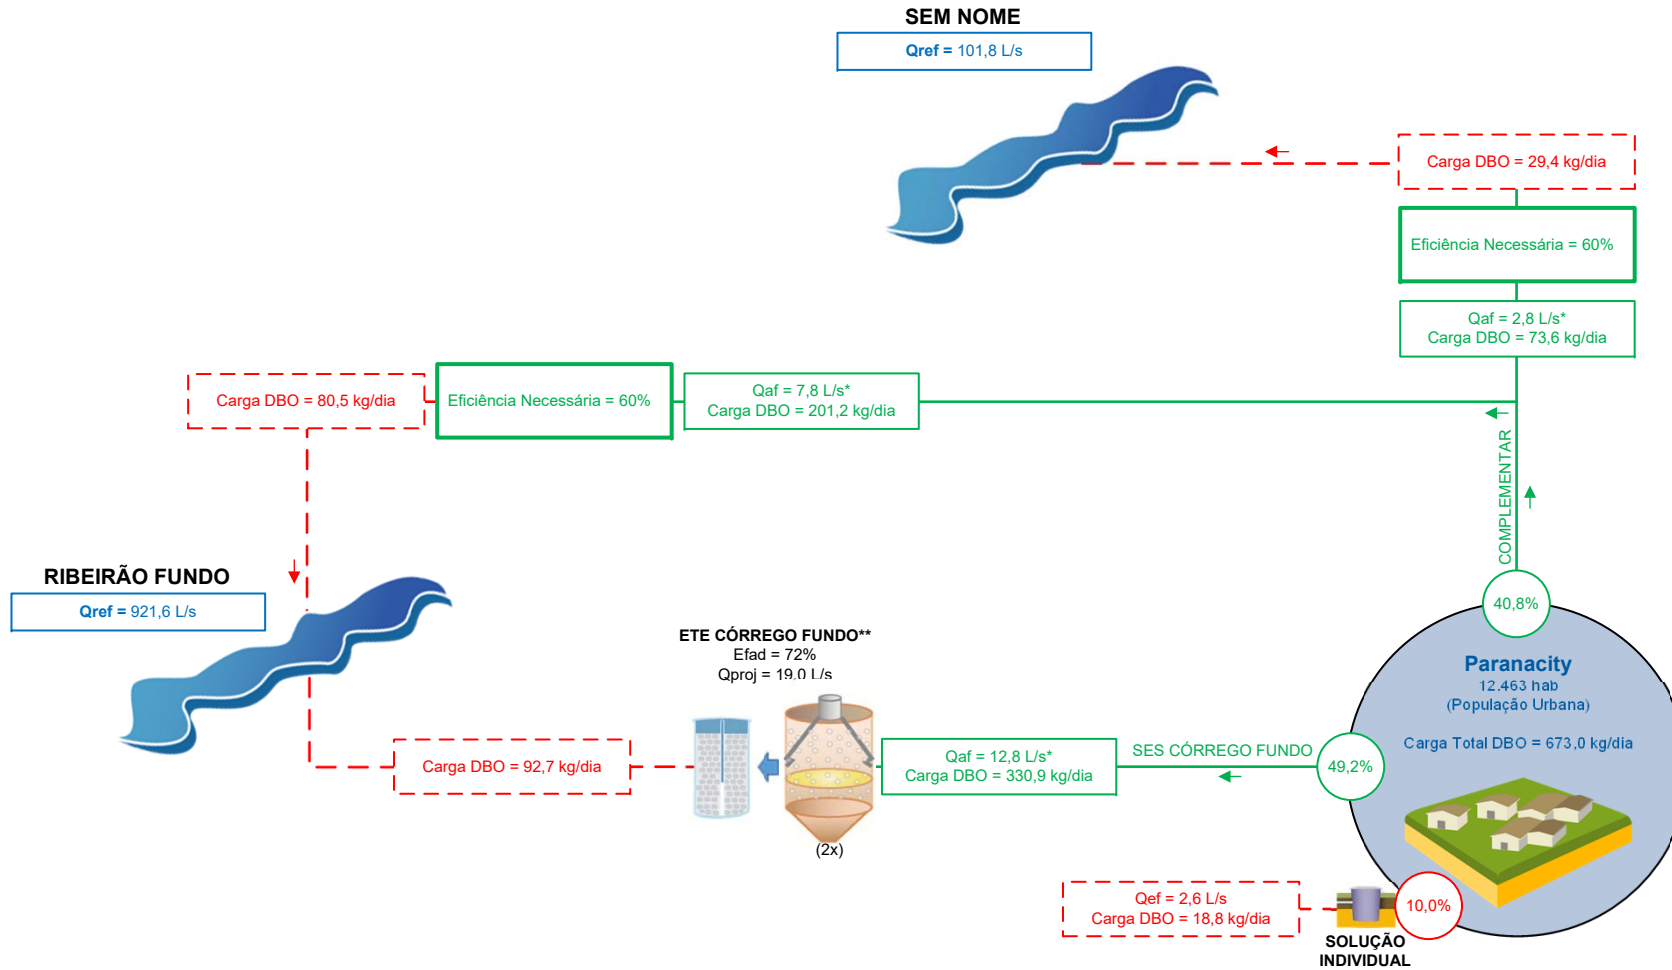 SEM NOME
Qref = 101,8 L/s
Carga DBO = 29,4 kg/dia
Eficiência Necessária = 60%
Qaf = 2,8 L/s*
Carga DBO = 73,6 kg/dia
Carga DBO = 80,5 kg/dia
Eficiência Necessária = 60%
Qaf = 7,8 L/s*
Carga DBO = 201,2 kg/dia
COMPLEMENTAR
RIBEIRÃO FUNDO
Qref = 921,6 L/s
40,8%
ETE CÓRREGO FUNDO**
Efad = 72%
Qproj = 19,0 L/s
(2x)
Paranacity
12.463 hab
(População Urbana)
Carga Total DBO = 673,0 kg/dia
Carga DBO = 92,7 kg/dia
Qaf = 12,8 L/s*
Carga DBO = 330,9 kg/dia
SES CÓRREGO FUNDO
49,2%
Qef = 2,6 L/s
Carga DBO = 18,8 kg/dia
10,0%
SOLUÇÃO
INDIVIDUAL